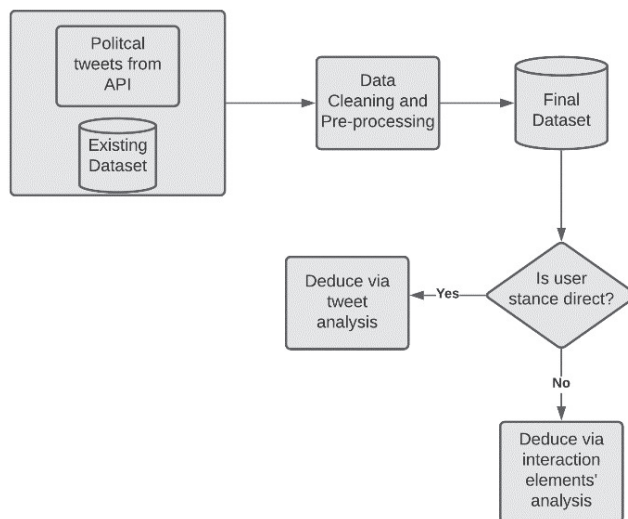 Politcal
tweets from
API
Existing
Dataset
Data
Cleaning and
Pre-processing
Final
Dataset
Is user
stance direct?
Yes
Deduce via
tweet
analysis
No
Deduce via
interaction
elements'
analysis